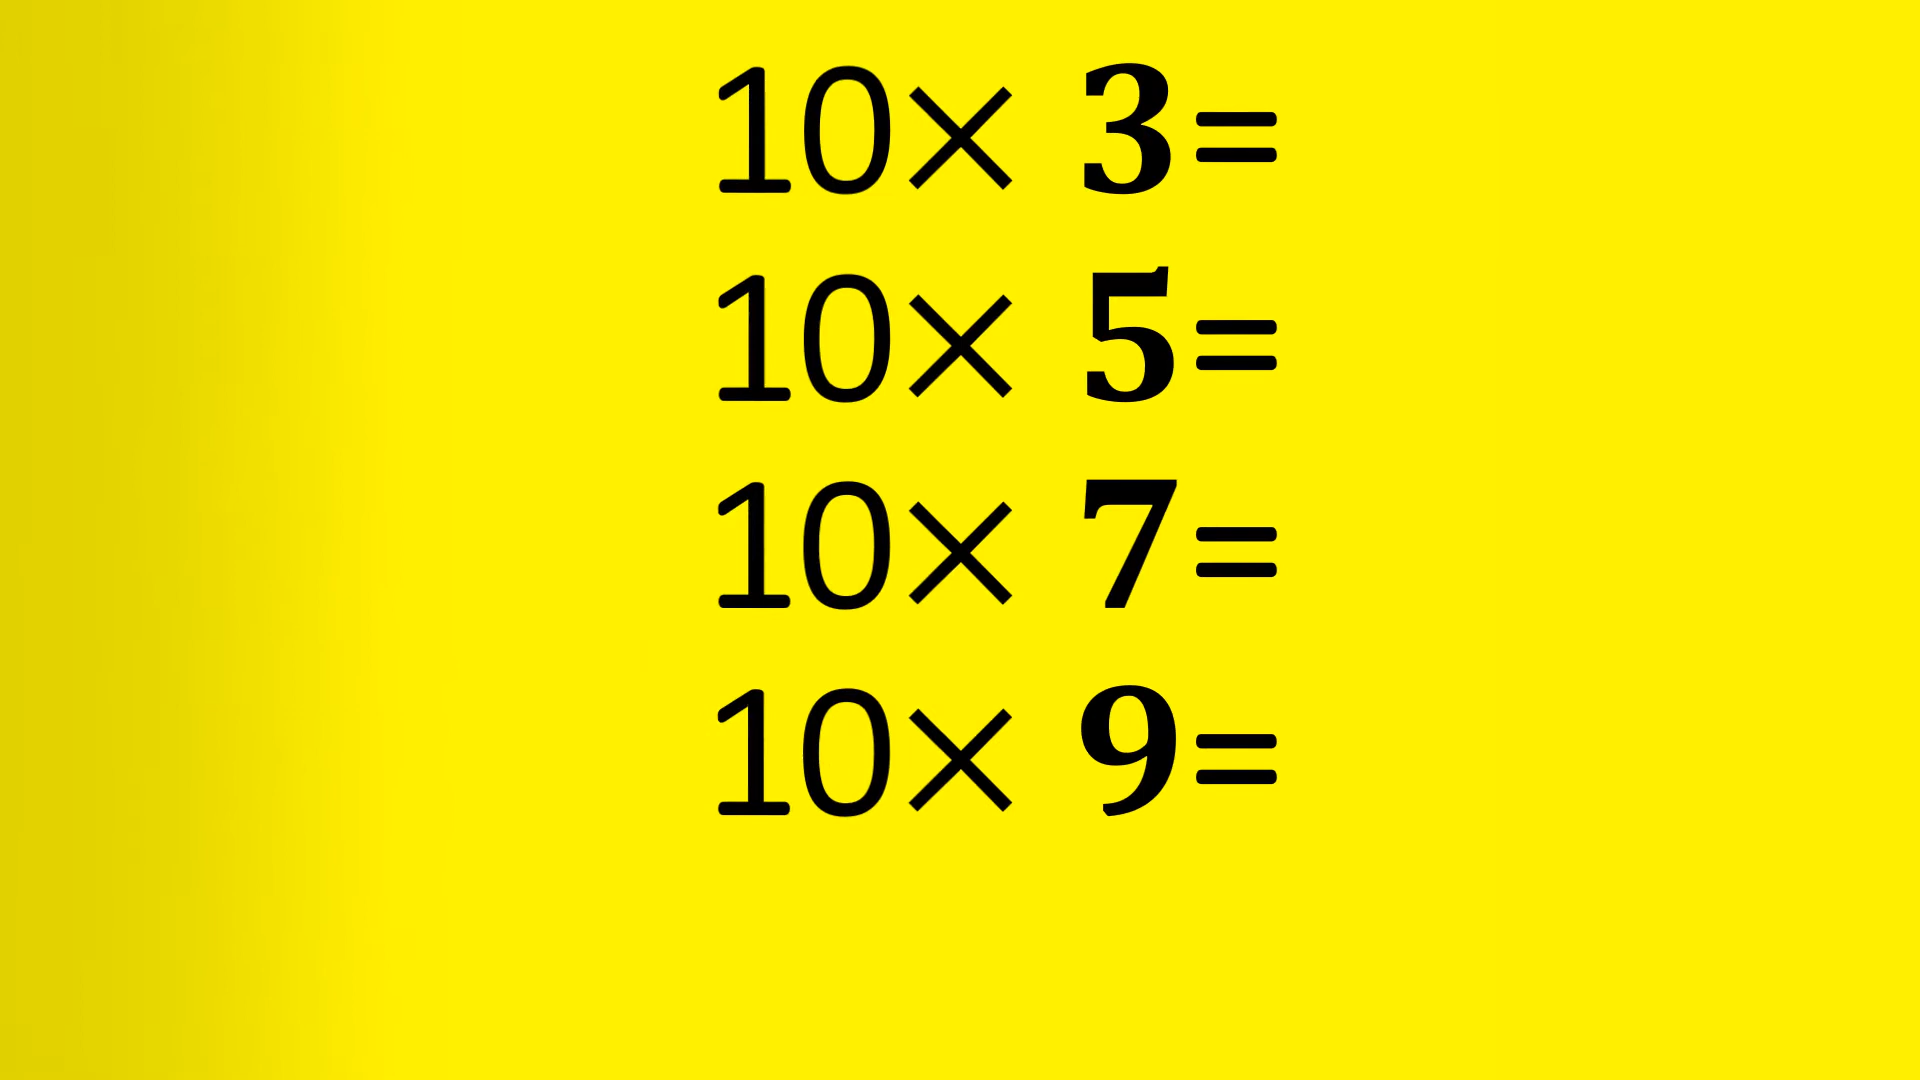 10× 3=
10× 5=
10× 7=
10× 9=